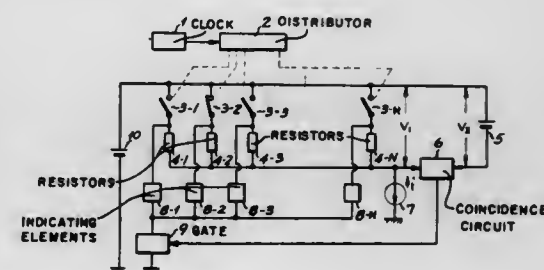 1 CLOCK
2 DISTRIBUTOR
3-1
3-2
3-3
3-N
10
V1
V2
5
RESISTORS
4-1
4-2
4-3
4-N
6
RESISTORS
i
7
COINCIDENCE
CIRCUIT
INDICATING
ELEMENTS
8-1
8-2
8-3
8-N
9 GATE